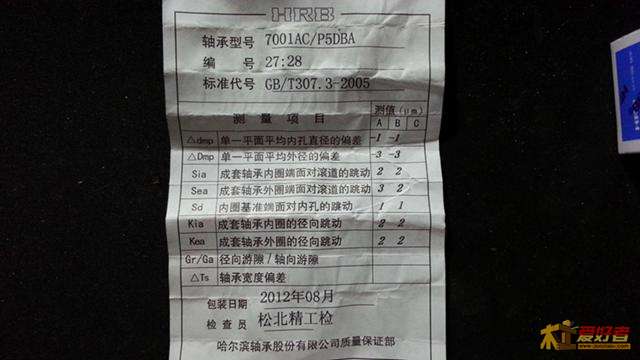 HRB
轴承型号 7001AC/P5DBA
编号 27:28
标准代号 GB/T307.3-2005
测量项目 测值(μm)
A B C
△dmp 单一平面平均内孔直径的偏差 -1 -1
△Dmp 单一平面平均外径的偏差 -3 -3
Sia 成套轴承内圈端面对滚道的跳动 2 2
Sea 成套轴承外圈端面对滚道的跳动 3 2
Sd 内圈基准端面对内孔的跳动 1 1
Kia 成套轴承内圈的径向跳动 2 2
Kea 成套轴承外圈的径向跳动 2 2
Gr/Ga 径向游隙/轴向游隙
△Ts 轴承宽度偏差
包装日期 2012年08月
检查员 松北精工检
哈尔滨轴承股份有限公司质量保证部
爱好者